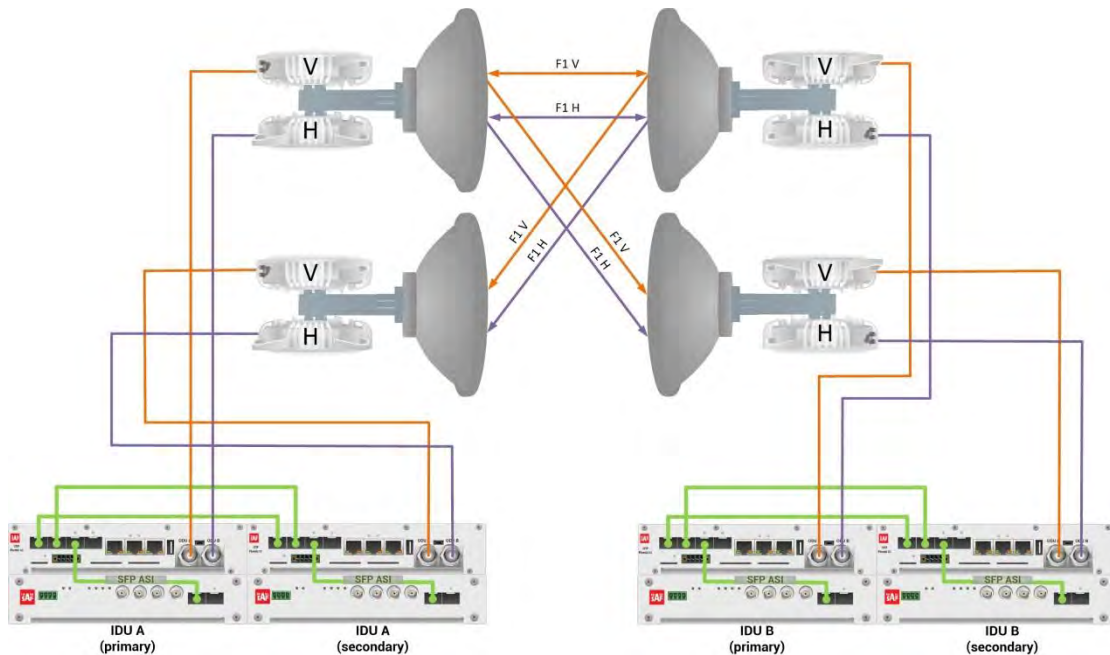 V
H
F1 V
F1 H
V
H
V
H
F1 V
F1 H
F1 V
F1 H
V
H
SFP ASI
SFP ASI
SFP ASI
SFP ASI
IDU A
(primary)
IDU A
(secondary)
IDU B
(primary)
IDU B
(secondary)